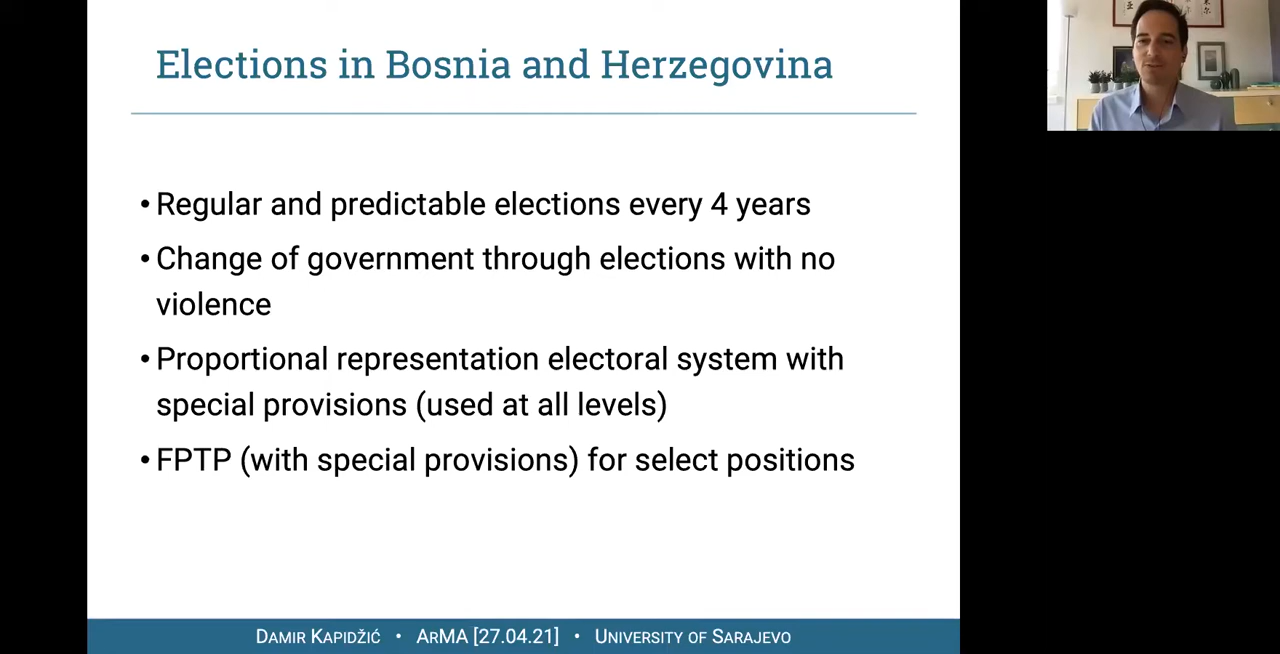 Elections in Bosnia and Herzegovina
• Regular and predictable elections every 4 years
• Change of government through elections with no
violence
• Proportional representation electoral system with
special provisions (used at all levels)
• FPTP (with special provisions) for select positions
DAMIR KAPIDŽIĆ • ARMA [27.04.21] • UNIVERSITY OF SARAJEVO